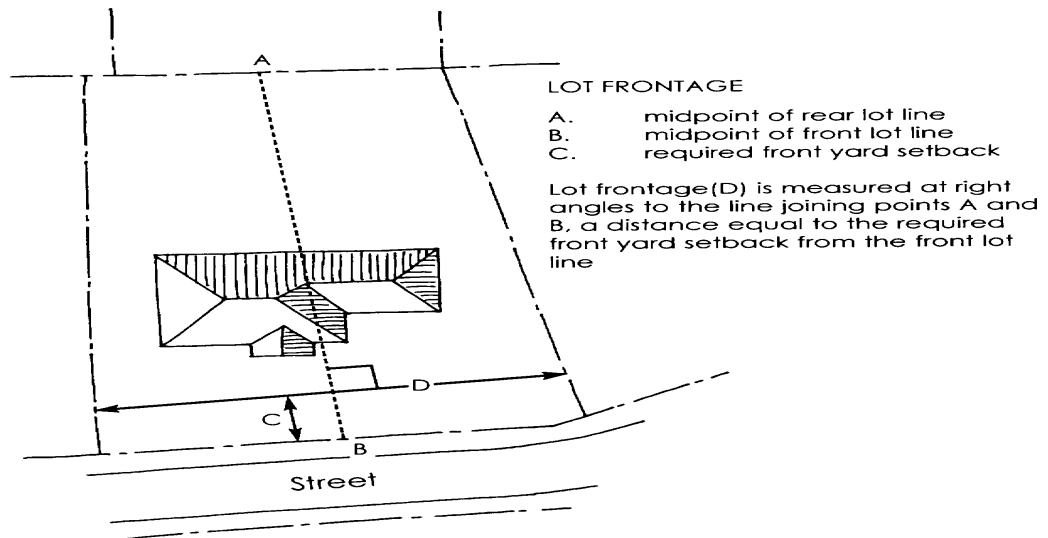 A
LOT FRONTAGE
A. midpoint of rear lot line
B. midpoint of front lot line
C. required front yard setback
Lot frontage(D) is measured at right
angles to the line joining points A and
B, a distance equal to the required
front yard setback from the front lot
line
D
C
B
Street